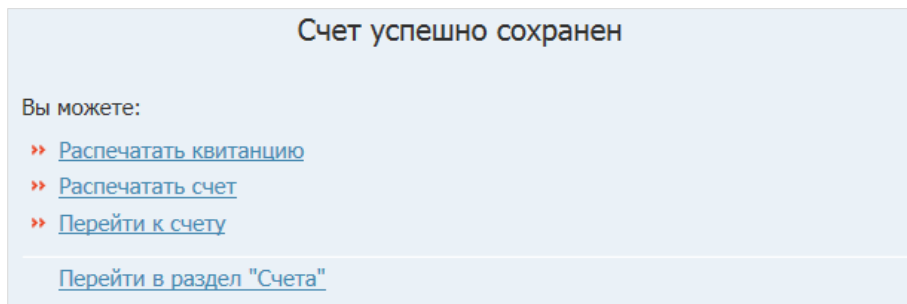 Счет успешно сохранен
Вы можете:
Распечатать квитанцию
Распечатать счет
Перейти к счету
Перейти в раздел "Счета"